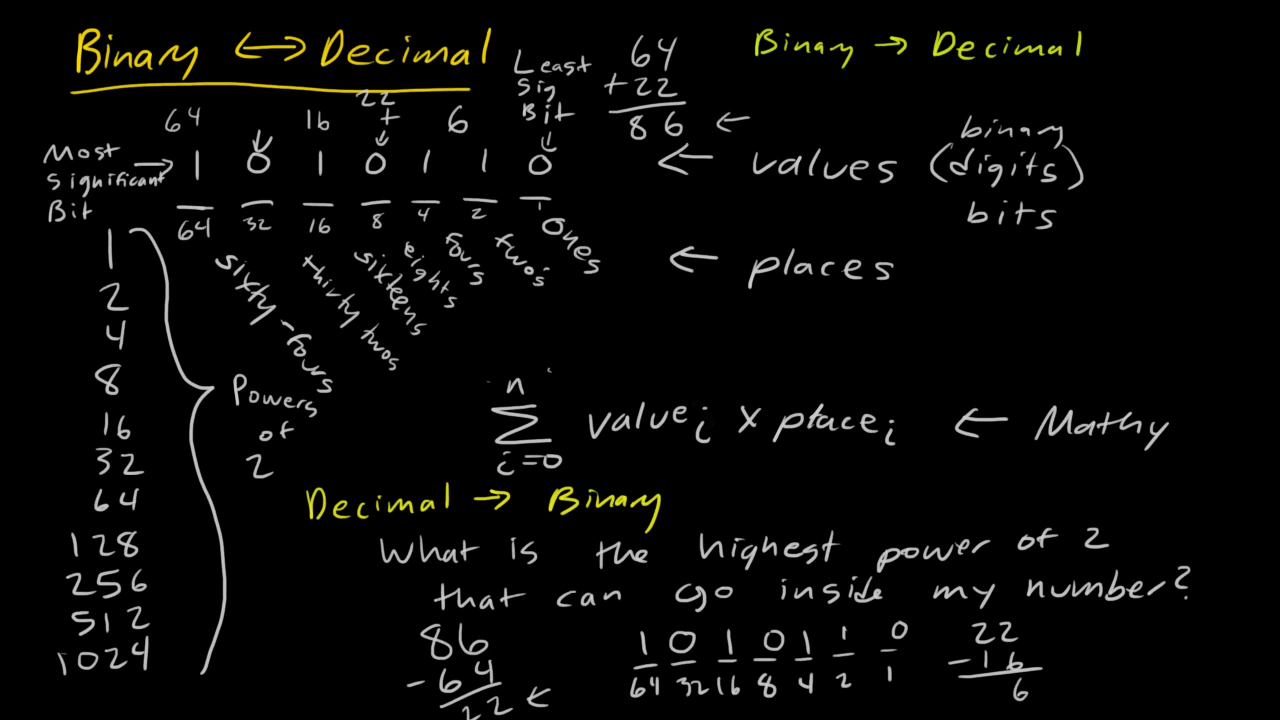 Binary ↔ Decimal
Least
Sig
Bit
64
+22
86 ←
Binary → Decimal
64 16 22 + 6
Most
Significant
Bit
→ 1 0 1 0 1 1 0
← values (digits)
binary
bits
64 32 16 8 4 2 1
sixty-fours
thirty twos
sixteens
eights
fours
twos
ones
← places
1
2
4
8
16
32
64
128
256
512
1024
Powers
of
2
n
∑ value i × place i ← Mathy
i=0
Decimal → Binary
What is the highest power of 2
that can go inside my number?
86
-64
22 ←
1 0 1 0 1 1 0
64 32 16 8 4 2 1
22
-16
6